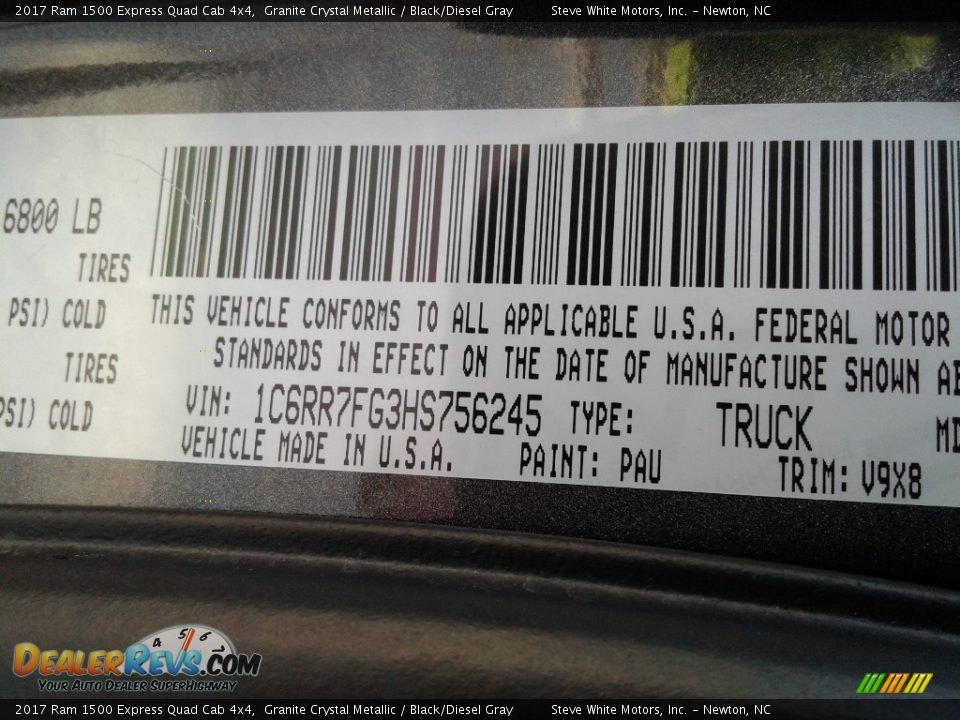 2017 Ram 1500 Express Quad Cab 4x4,  Granite Crystal Metallic / Black/Diesel Gray        Steve White Motors, Inc. – Newton, NC
6800 LB
TIRES
PSI) COLD
THIS VEHICLE CONFORMS TO ALL APPLICABLE U.S.A. FEDERAL MOTOR
TIRES
STANDARDS IN EFFECT ON THE DATE OF MANUFACTURE SHOWN
PSI) COLD
VIN: 1C6RR7FG3HS756245 TYPE: TRUCK
VEHICLE MADE IN U.S.A. PAINT: PAU TRIM: V9X8
4 5 6
DEALERREVS.COM
YOUR AUTO DEALER SUPERHIGHWAY
2017 Ram 1500 Express Quad Cab 4x4,  Granite Crystal Metallic / Black/Diesel Gray        Steve White Motors, Inc. – Newton, NC